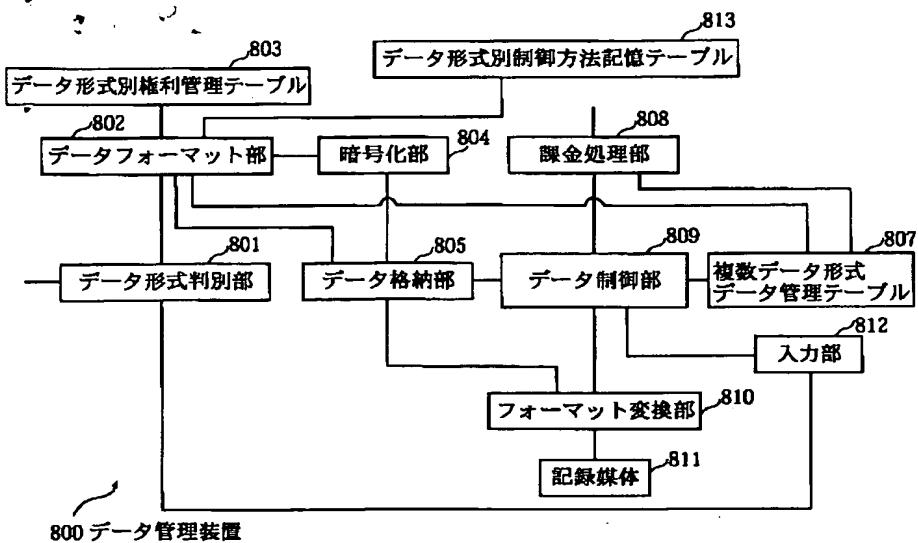 813
データ形式別制御方法記憶テーブル
803
データ形式別権利管理テーブル
802
データフォーマット部
804
暗号化部
808
課金処理部
801
データ形式判別部
805
データ格納部
809
データ制御部
807
複数データ形式
データ管理テーブル
812
入力部
810
フォーマット変換部
811
記録媒体
800 データ管理装置